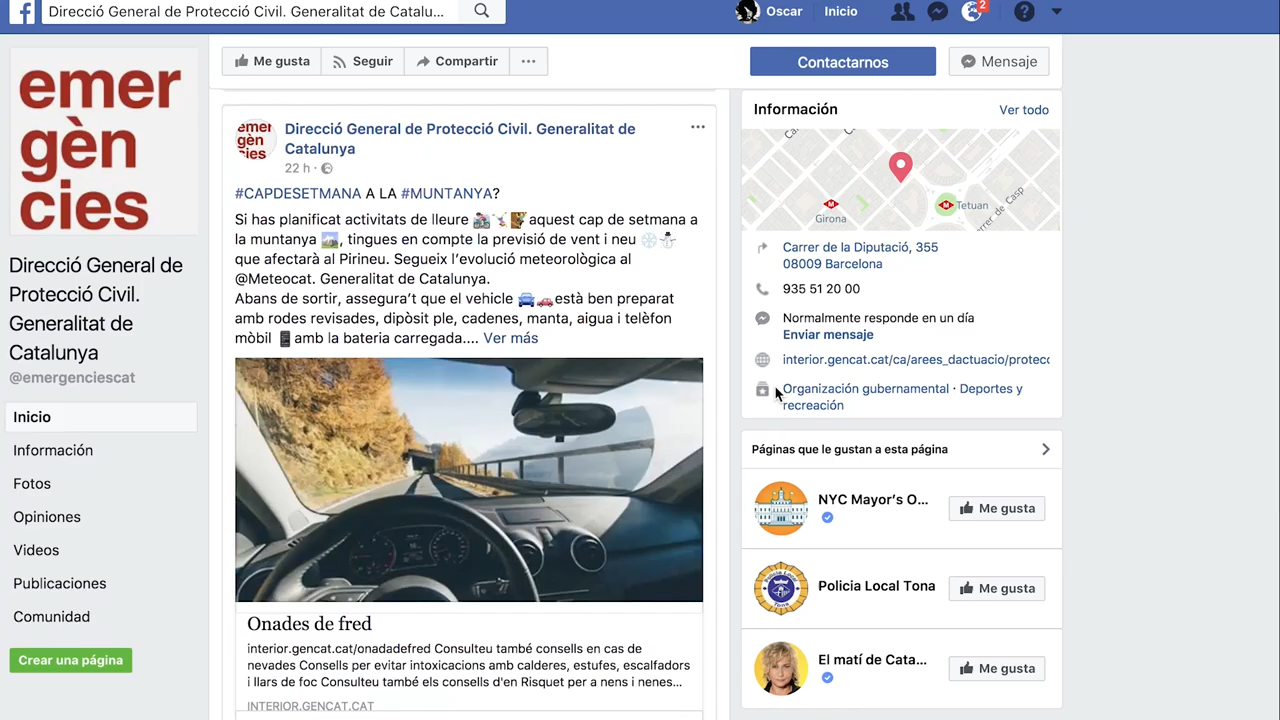 Direcció General de Protecció Civil. Generalitat de Catalu...
Oscar
Inicio
2
emer
gèn
cies
Direcció General de
Protecció Civil.
Generalitat de
Catalunya
@emergenciescat
Inicio
Información
Fotos
Opiniones
Videos
Publicaciones
Comunidad
Crear una página
Me gusta
Seguir
Compartir
Contactarnos
Mensaje
emer
gèn
cies
Direcció General de Protecció Civil. Generalitat de
Catalunya
22 h ·
#CAPDESETMANA A LA #MUNTANYA?
Si has planificat activitats de lleure aquest cap de setmana a
la muntanya , tingues en compte la previsió de vent i neu
que afectarà al Pirineu. Segueix l’evolució meteorològica al
@Meteocat. Generalitat de Catalunya.
Abans de sortir, assegura’t que el vehicle està ben preparat
amb rodes revisades, dipòsit ple, cadenes, manta, aigua i telèfon
mòbil amb la bateria carregada.... Ver más
Onades de fred
interior.gencat.cat/onadadefred Consulteu també consells en cas de
nevades Consells per evitar intoxicacions amb calderes, estufes, escalfadors
i llars de foc Consulteu també els consells d'en Risquet per a nens i nenes...
INTERIOR.GENCAT.CAT
Información
Ver todo
Girona
Tetuan
rrer de Casp
Carrer de la Diputació, 355
08009 Barcelona
935 51 20 00
Normalmente responde en un día
Enviar mensaje
interior.gencat.cat/ca/arees_dactuacio/protecc
Organización gubernamental · Deportes y
recreación
Páginas que le gustan a esta página
NYC Mayor’s O...
Me gusta
Policia Local Tona
Me gusta
El matí de Cata...
Me gusta